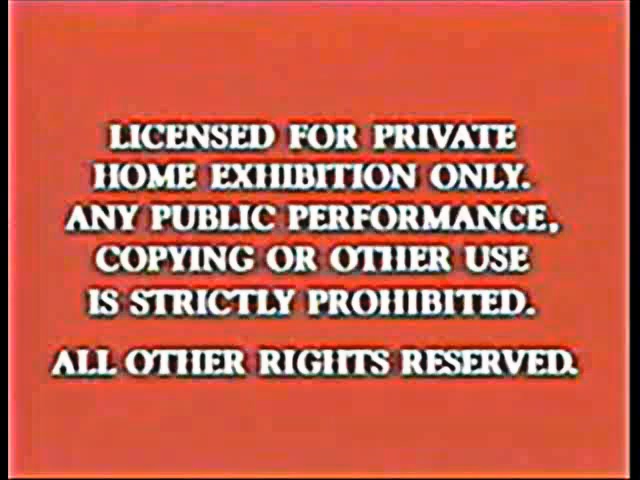 LICENSED FOR PRIVATE
HOME EXHIBITION ONLY.
ANY PUBLIC PERFORMANCE,
COPYING OR OTHER USE
IS STRICTLY PROHIBITED.
ALL OTHER RIGHTS RESERVED.